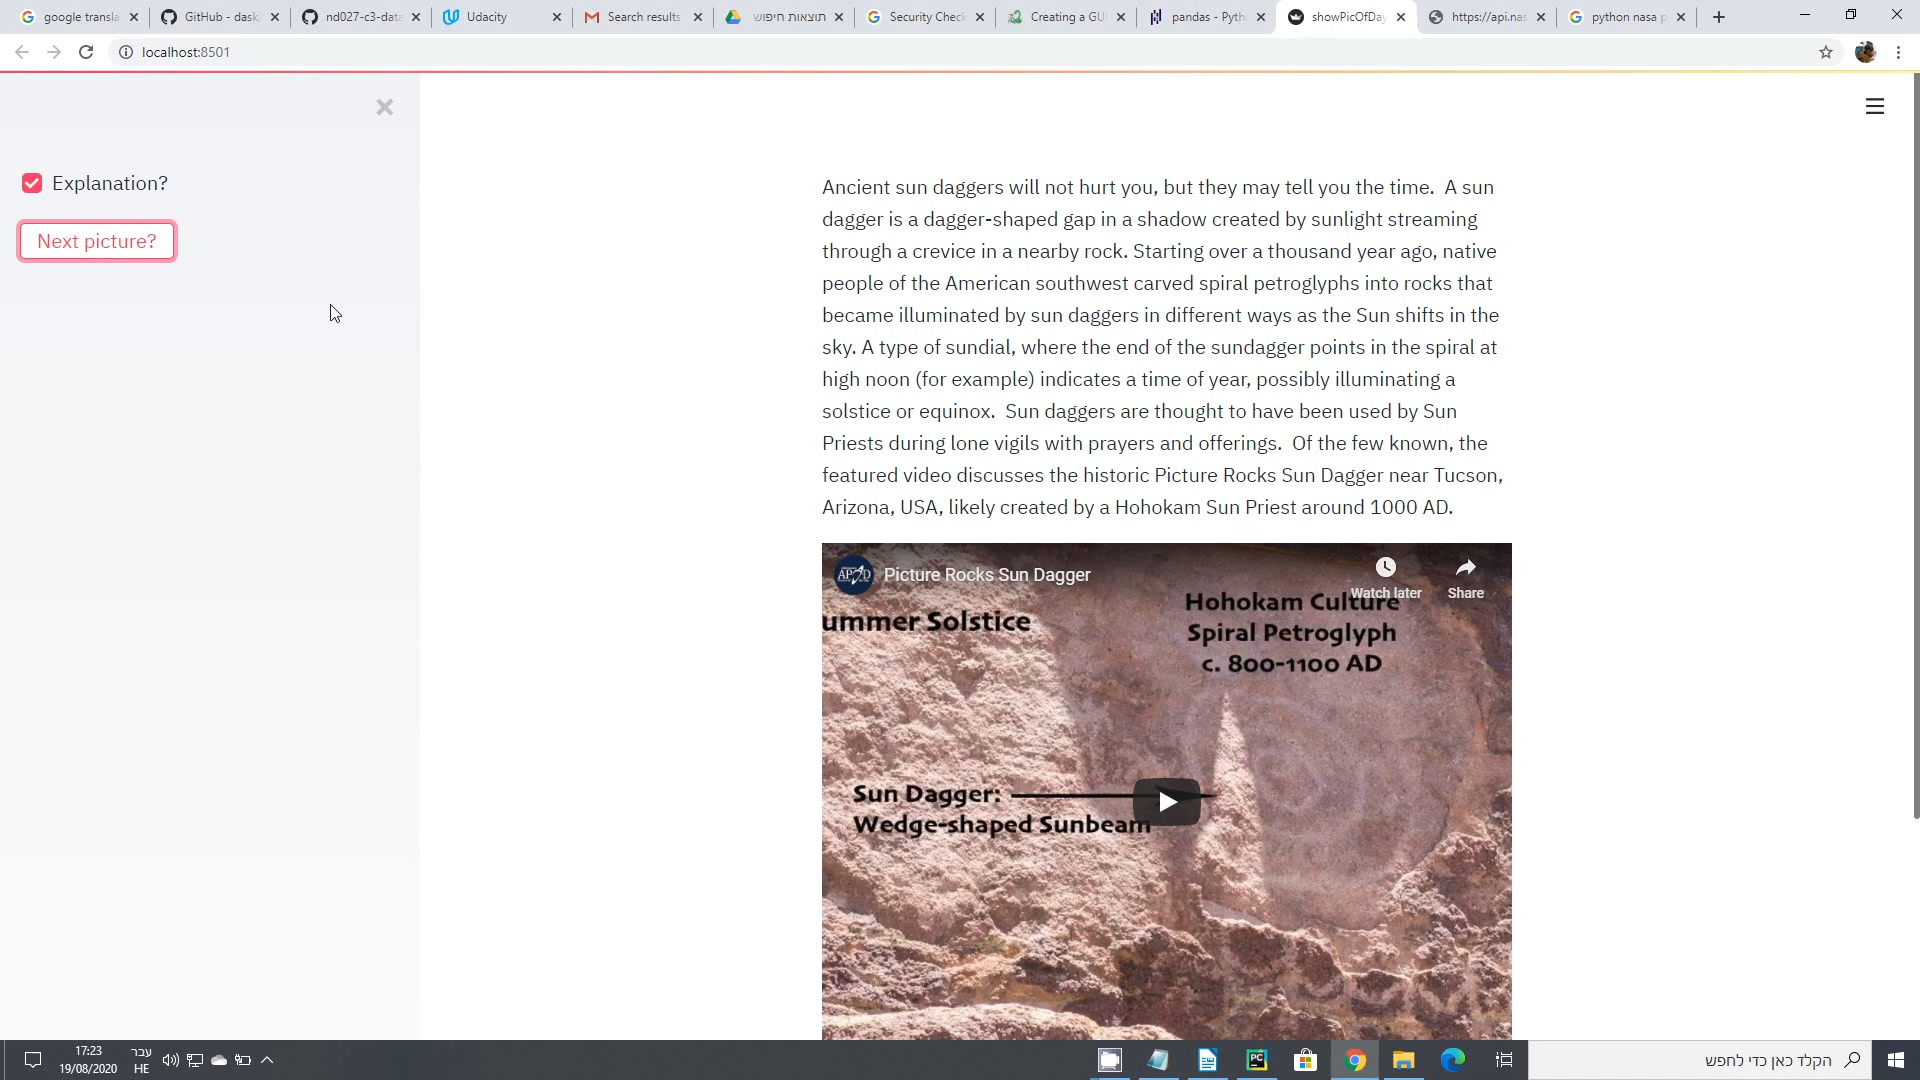 google transla
GitHub - dask
nd027-c3-data
Udacity
Search results
תוצאות חיפוש
Security Check
Creating a GUI
pandas - Pyth
showPicOfDay
https://api.nas
python nasa p
localhost:8501
Explanation?
Next picture?
Ancient sun daggers will not hurt you, but they may tell you the time. A sun
dagger is a dagger-shaped gap in a shadow created by sunlight streaming
through a crevice in a nearby rock. Starting over a thousand year ago, native
people of the American southwest carved spiral petroglyphs into rocks that
became illuminated by sun daggers in different ways as the Sun shifts in the
sky. A type of sundial, where the end of the sundagger points in the spiral at
high noon (for example) indicates a time of year, possibly illuminating a
solstice or equinox. Sun daggers are thought to have been used by Sun
Priests during lone vigils with prayers and offerings. Of the few known, the
featured video discusses the historic Picture Rocks Sun Dagger near Tucson,
Arizona, USA, likely created by a Hohokam Sun Priest around 1000 AD.
APOD
Picture Rocks Sun Dagger
Watch later
Share
ummer Solstice
Hohokam Culture
Spiral Petroglyph
c. 800-1100 AD
Sun Dagger:
Wedge-shaped Sunbeam
17:23
19/08/2020
עבר
HE
PC
הקלד כאן כדי לחפש